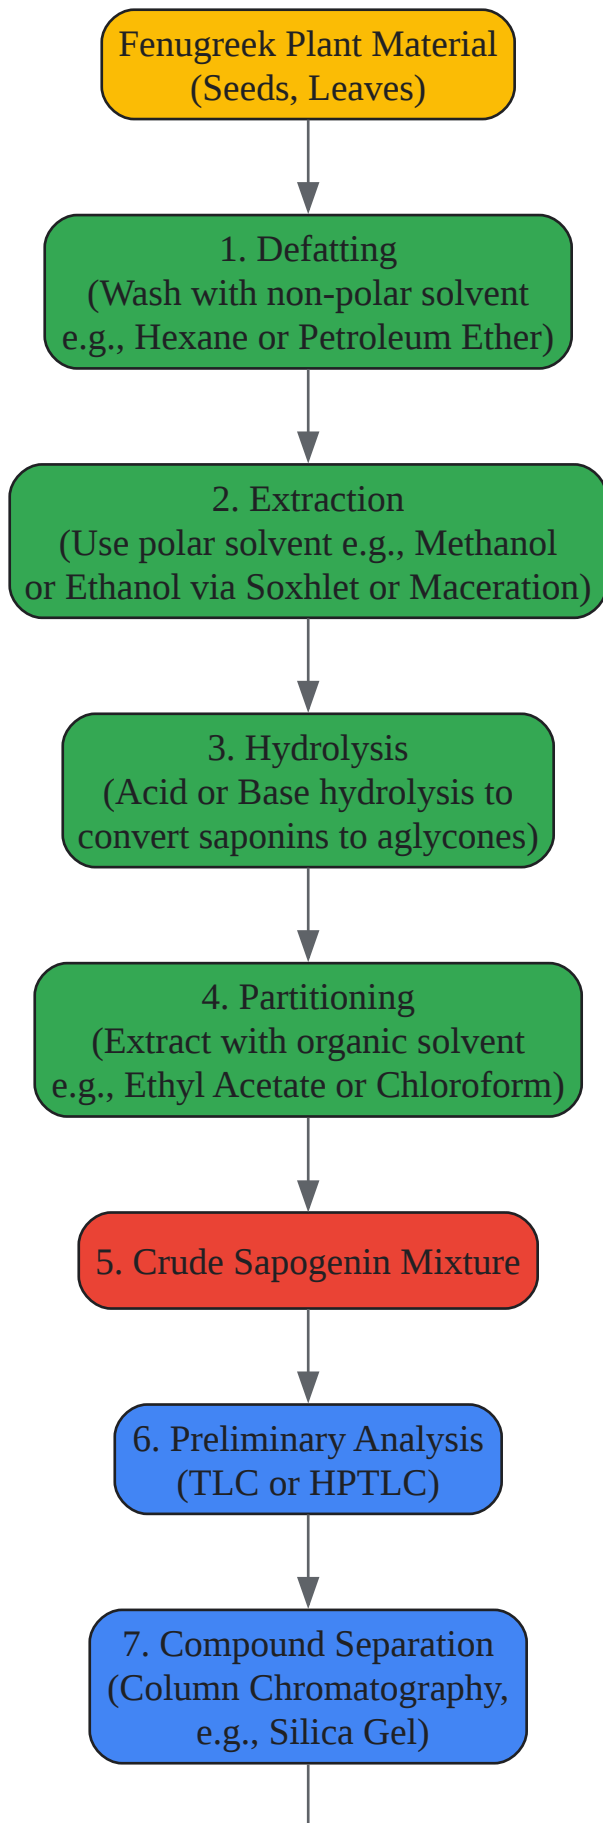 Fenugreek Plant Material
(Seeds, Leaves)
1. Defatting
(Wash with non-polar solvent
e.g., Hexane or Petroleum Ether)
2. Extraction
(Use polar solvent e.g., Methanol
or Ethanol via Soxhlet or Maceration)
3. Hydrolysis
(Acid or Base hydrolysis to
convert saponins to aglycones)
4. Partitioning
(Extract with organic solvent
e.g., Ethyl Acetate or Chloroform)
5. Crude Sapogenin Mixture
6. Preliminary Analysis
(TLC or HPTLC)
7. Compound Separation
(Column Chromatography,
e.g., Silica Gel)